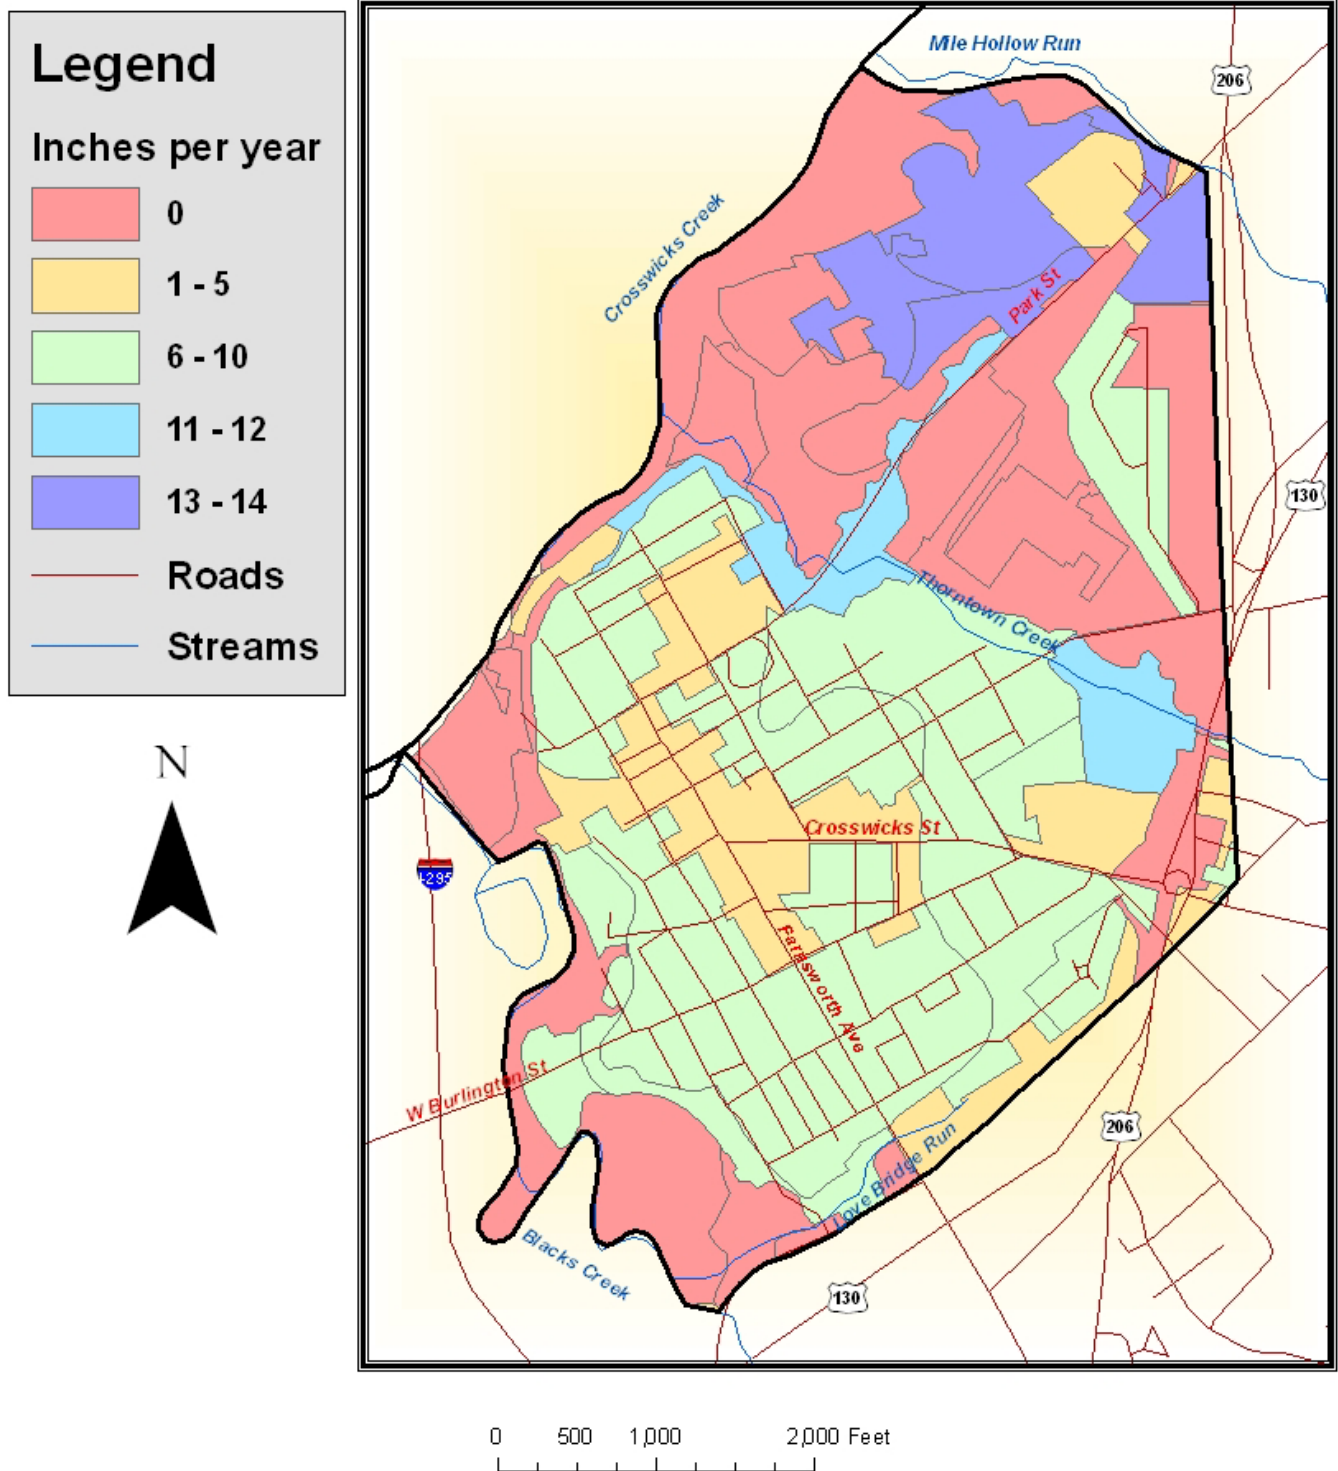 Legend
Inches per year
0
1 - 5
6 - 10
11 - 12
13 - 14
Roads
Streams
N
Mile Hollow Run
206
Crosswicks Creek
Park St
130
Thorntown Creek
Crosswicks St
I-295
Farnsworth Ave
W Burlington St
206
Love Bridge Run
Blacks Creek
130
0 500 1,000 2,000 Feet